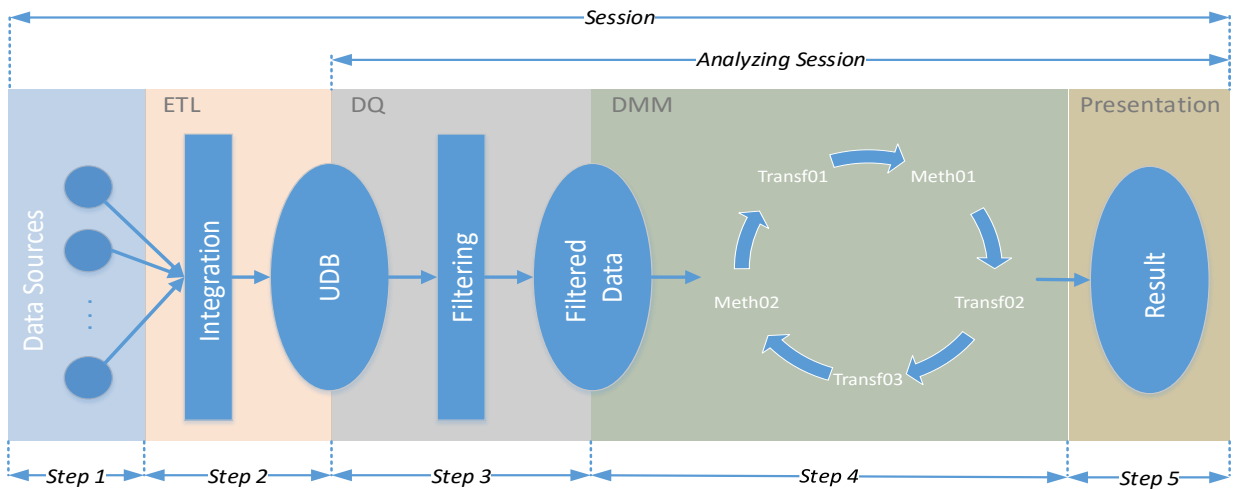 Session
Analyzing Session
ETL
DQ
DMM
Presentation
Data Sources
. . .
Integration
UDB
Filtering
Filtered
Data
Transf01
Meth01
Meth02
Transf02
Transf03
Result
Step 1
Step 2
Step 3
Step 4
Step 5